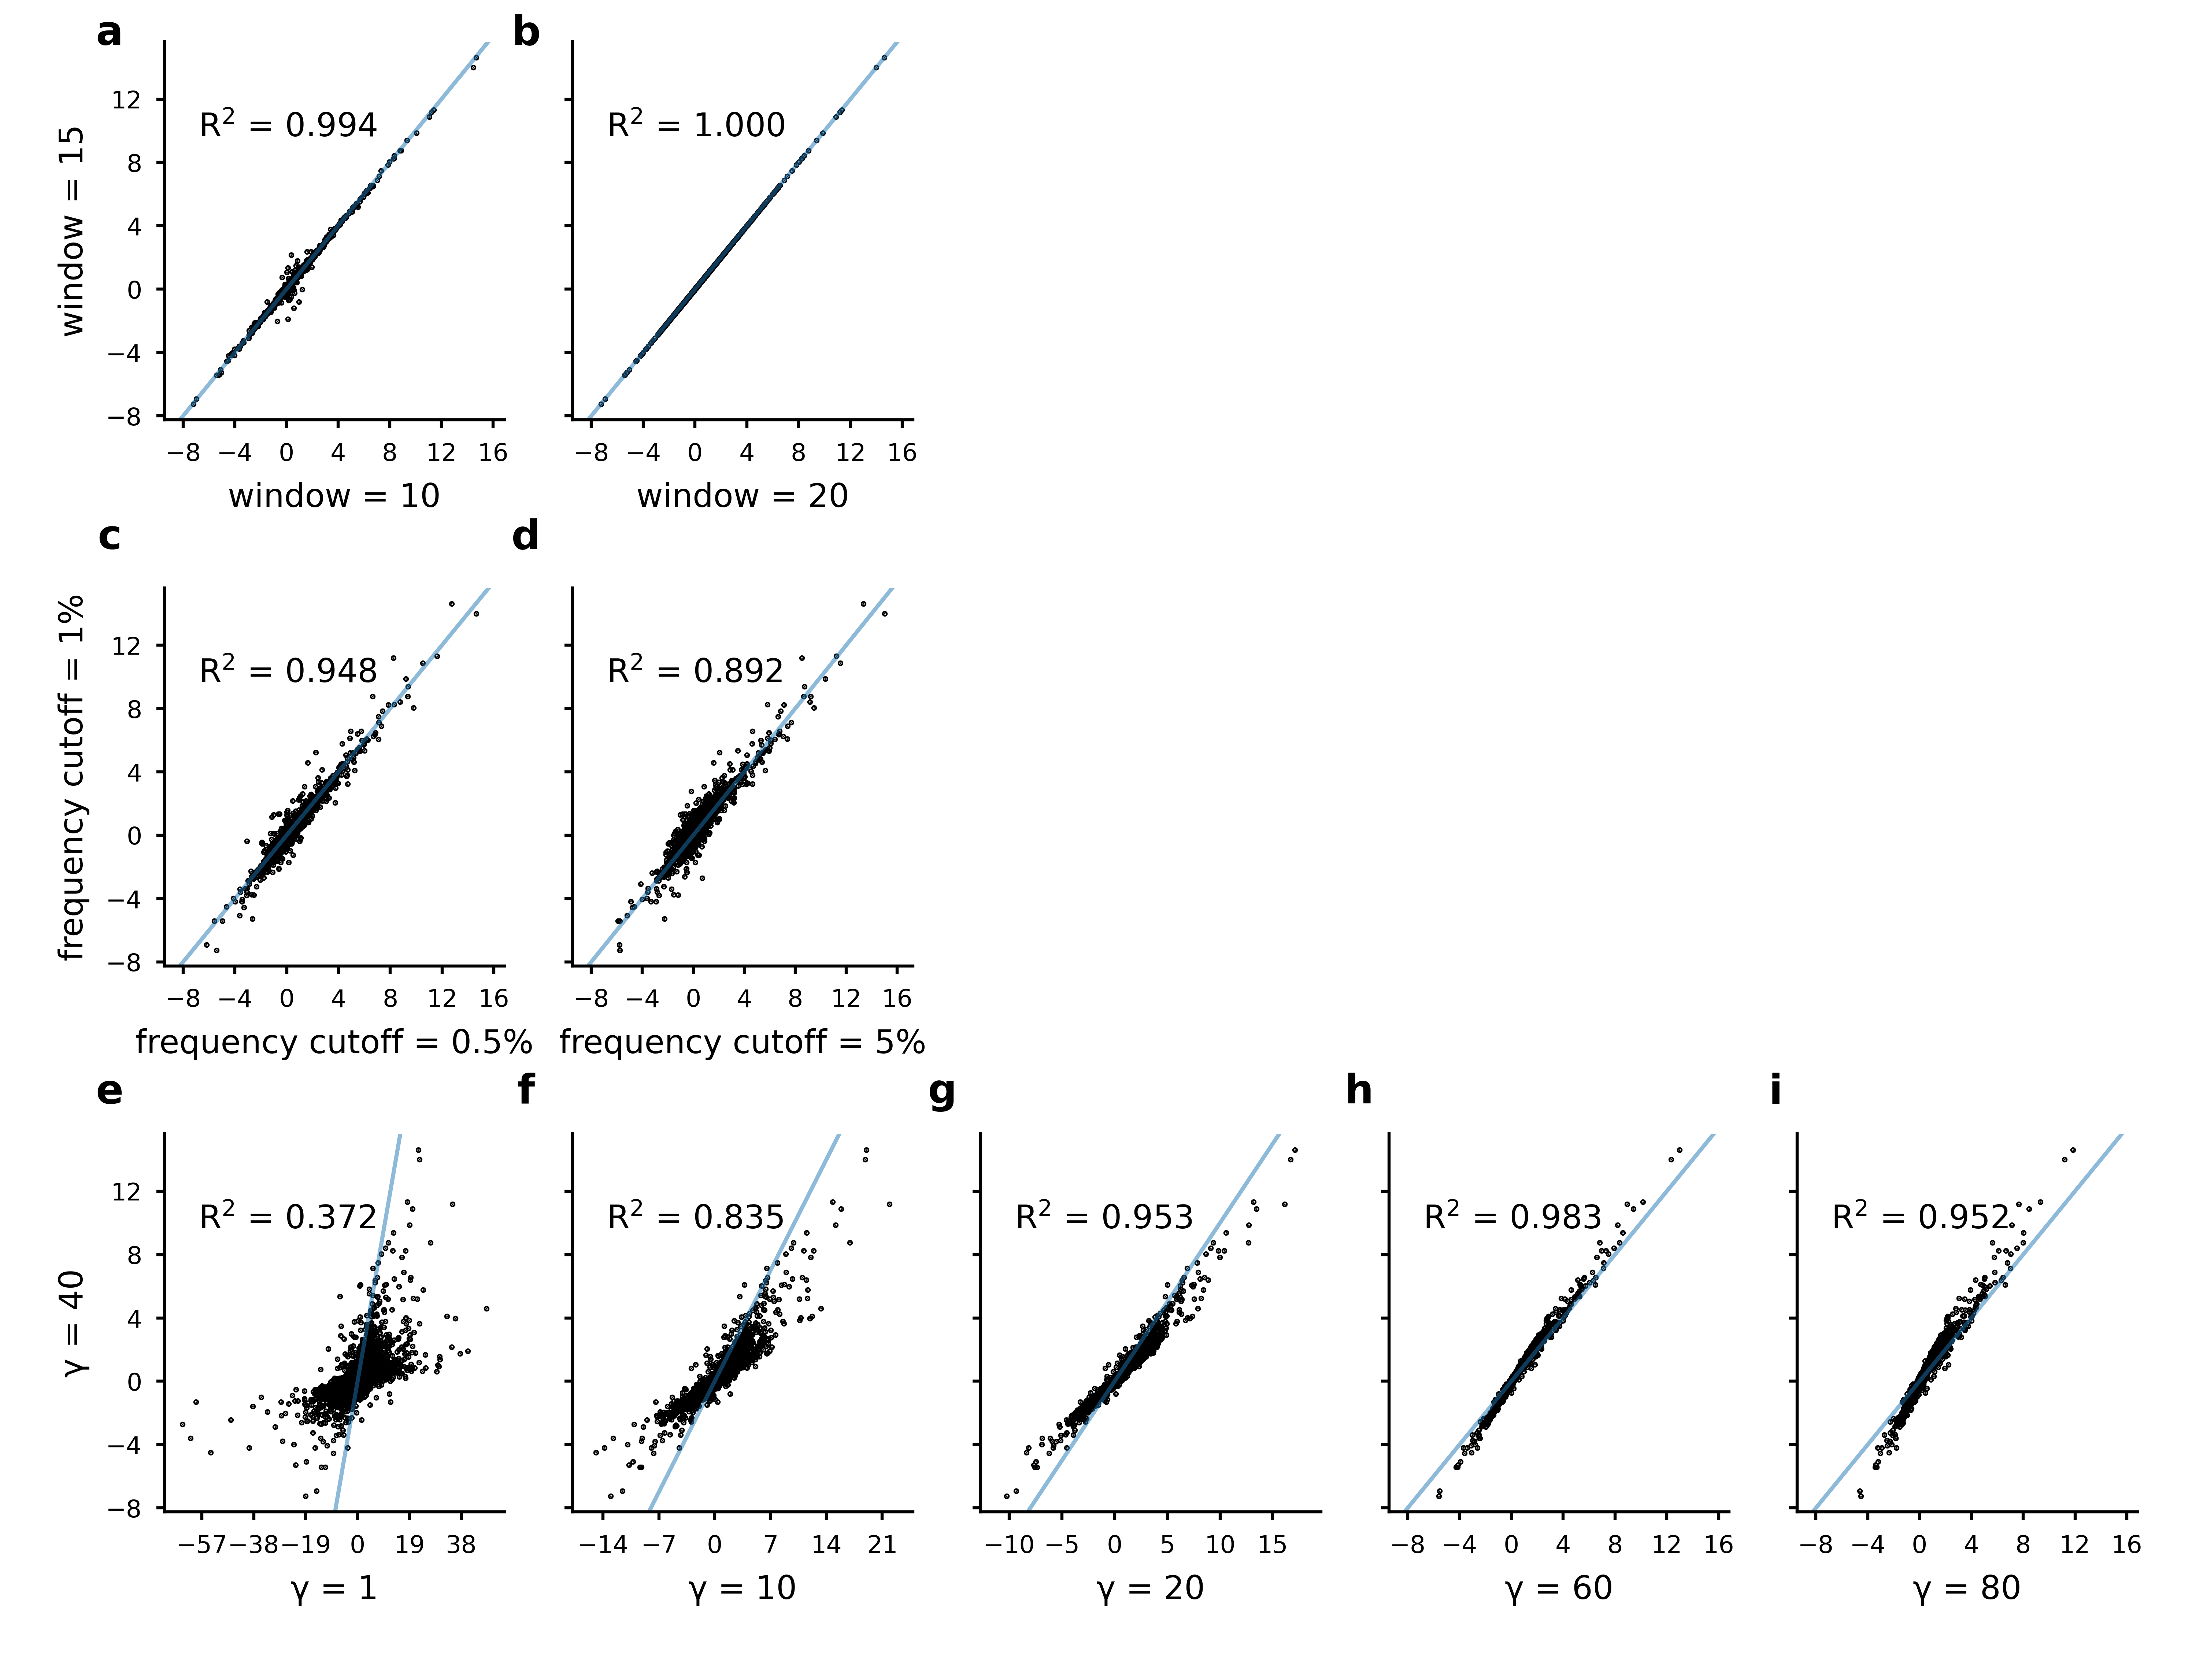 a
b
R² = 0.994
R² = 1.000
window = 15
12
8
4
0
−4
−8
−8 −4 0 4 8 12 16
−8 −4 0 4 8 12 16
window = 10
window = 20
c
d
R² = 0.948
R² = 0.892
frequency cutoff = 1%
12
8
4
0
−4
−8
−8 −4 0 4 8 12 16
−8 −4 0 4 8 12 16
frequency cutoff = 0.5%
frequency cutoff = 5%
e
f
g
h
i
R² = 0.372
R² = 0.835
R² = 0.953
R² = 0.983
R² = 0.952
γ = 40
12
8
4
0
−4
−8
−57 −38 −19 0 19 38
−14 −7 0 7 14 21
−10 −5 0 5 10 15
−8 −4 0 4 8 12 16
−8 −4 0 4 8 12 16
γ = 1
γ = 10
γ = 20
γ = 60
γ = 80